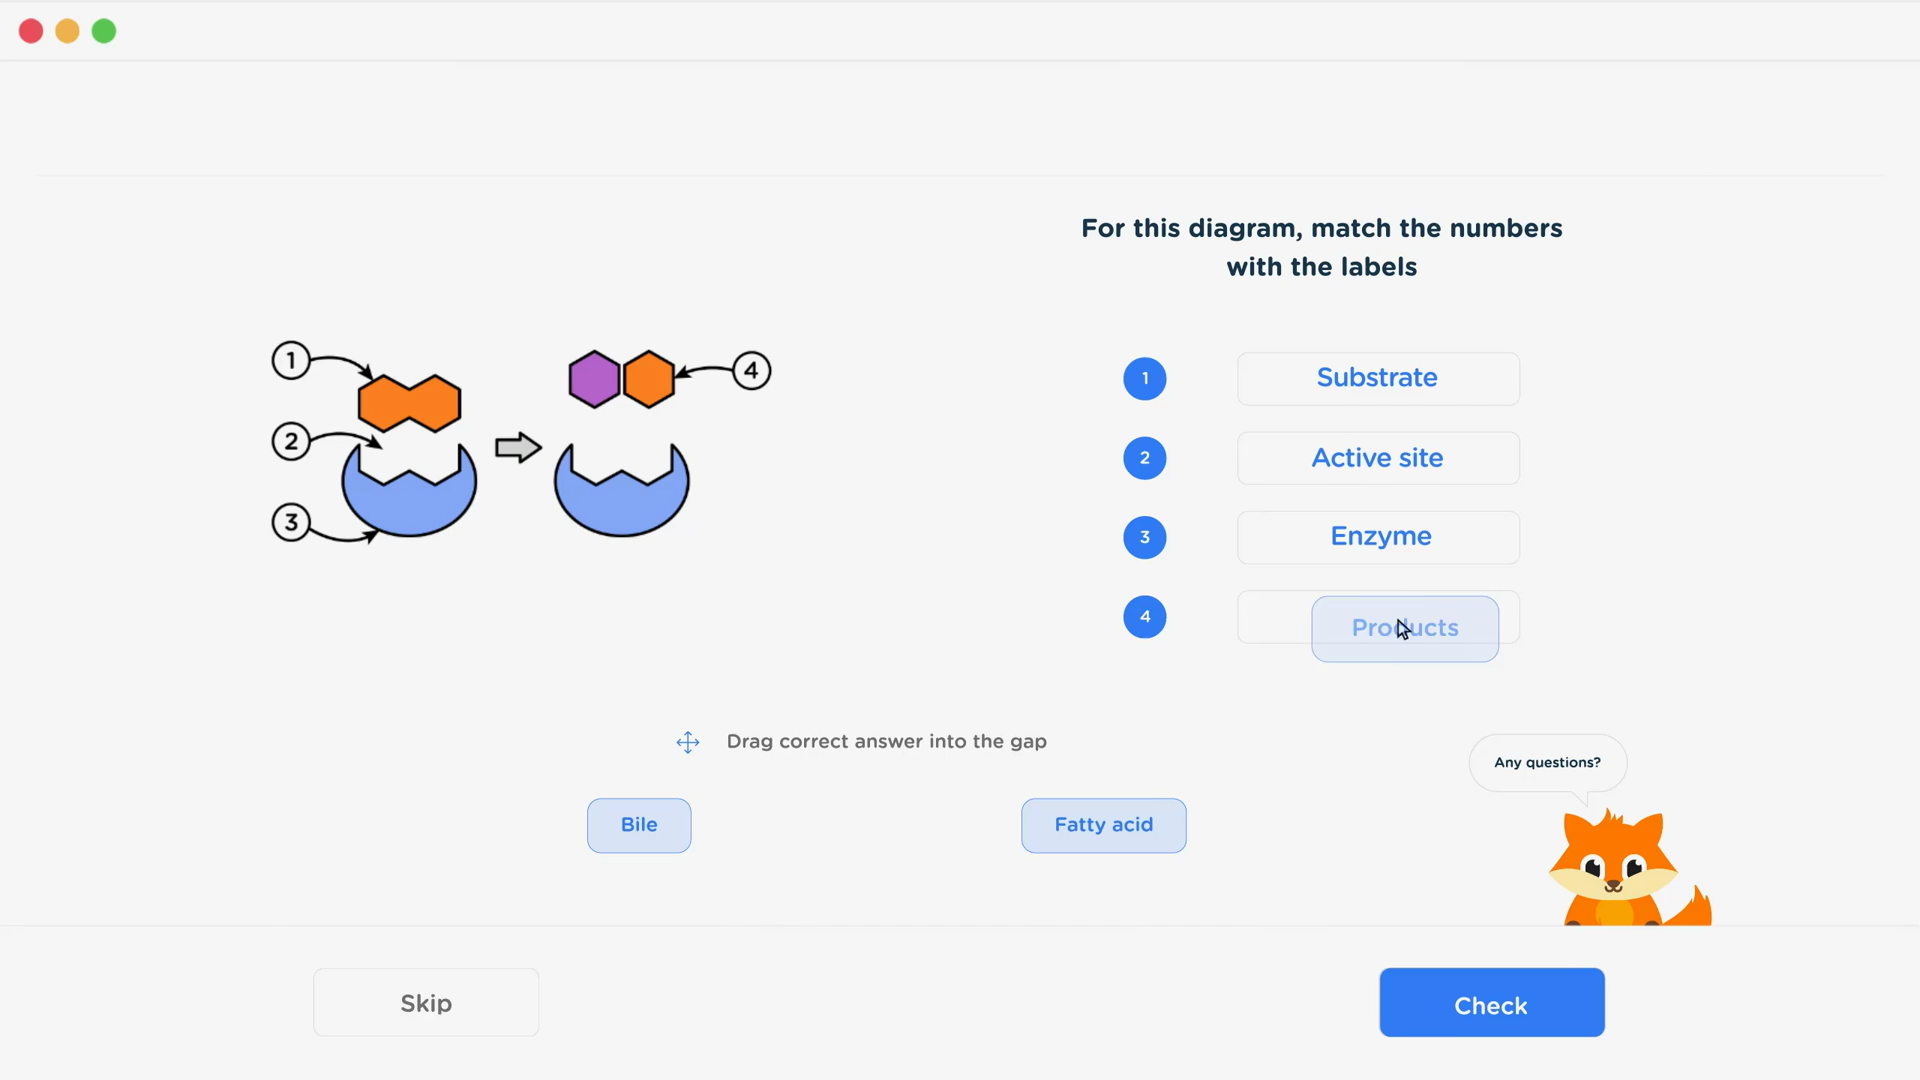 For this diagram, match the numbers
with the labels
1
2
3
4
1 Substrate
2 Active site
3 Enzyme
4 Products
Drag correct answer into the gap
Any questions?
Bile
Fatty acid
Skip
Check